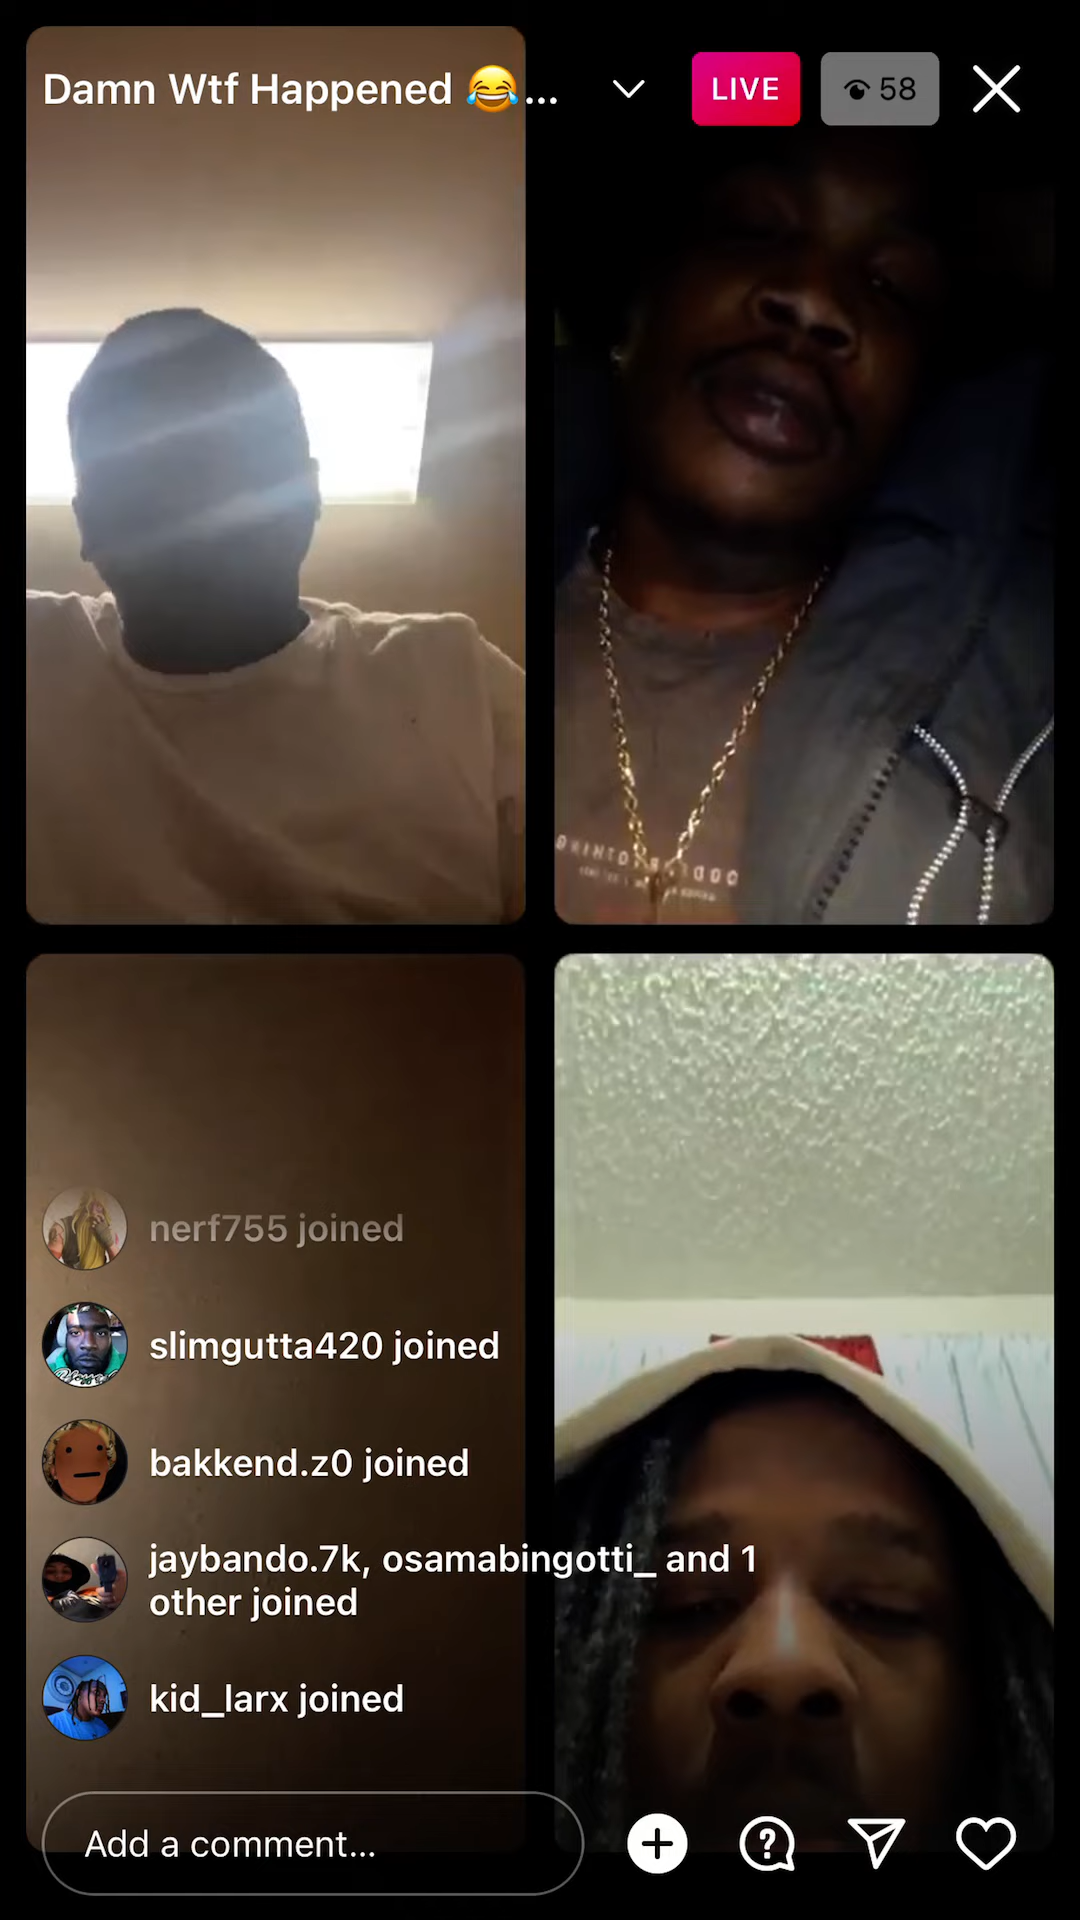 Damn Wtf Happened 😂...
LIVE
58
nerf755 joined
slimgutta420 joined
bakkend.z0 joined
jaybando.7k, osamabingotti_ and 1
other joined
kid_larx joined
Add a comment...